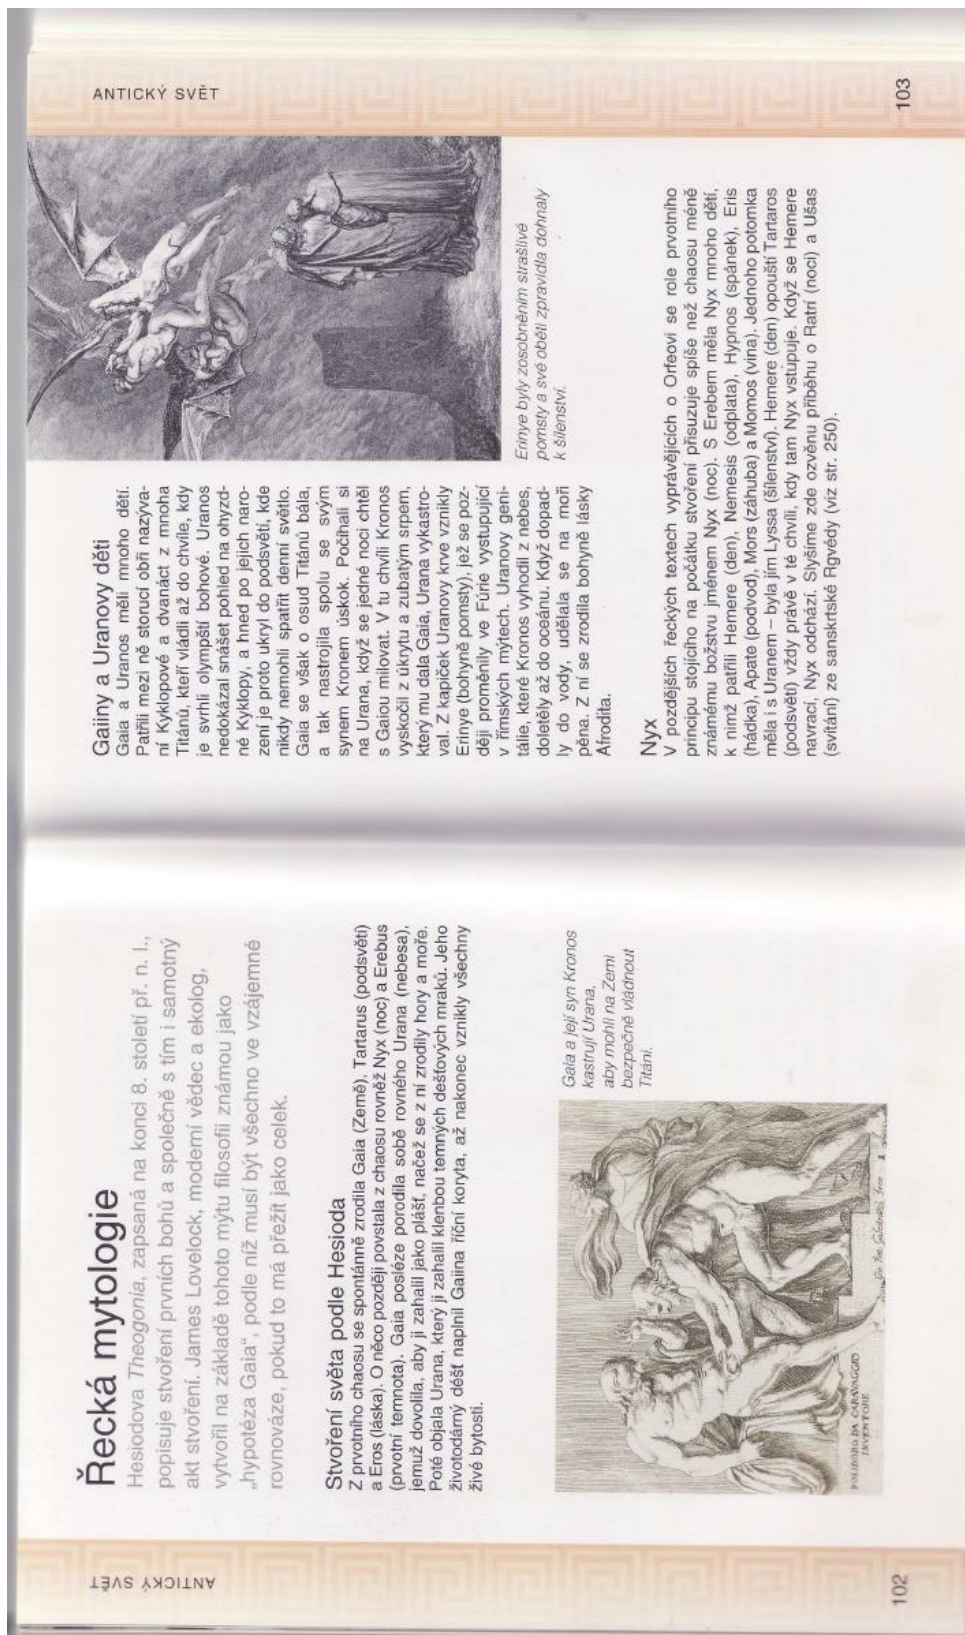 ANTICKÝ SVĚT
Řecká mytologie
Hesiodova Theogonia, zapsaná na konci 8. století př. n. l.,
popisuje stvoření prvních bohů a společně s tím i samotný
akt stvoření. James Lovelock, moderní vědec a ekolog,
vytvořil na základě tohoto mýtu filosofii známou jako
„hypotéza Gaia“, podle níž musí být všechno ve vzájemné
rovnováze, pokud to má přežít jako celek.
Stvoření světa podle Hesioda
Z prvotního chaosu se spontánně zrodila Gaia (Země), Tartarus (podsvětí)
a Eros (láska). O něco později povstala z chaosu rovněž Nyx (noc) a Erebus
(prvotní temnota). Gaia posléze porodila sobě rovného Urana (nebesa),
jemuž dovolila, aby ji zahalil jako plášť, načež se z ní zrodily hory a moře.
Poté objala Urana, který ji zahalil klenbou temných dešťových mraků. Jeho
životodárný déšť naplnil Gaiina říční koryta, až nakonec vznikly všechny
živé bytosti.
POLIDORO DA CARAVAGGIO
INVENTORE
Gaia a její syn Kronos
kastrují Urana,
aby mohli na Zemi
bezpečně vládnout
Titáni.
102
ANTICKÝ SVĚT
Gaiiny a Uranovy děti
Gaia a Uranos měli mnoho dětí.
Patřili mezi ně storucí obři nazýva-
ní Kyklopové a dvanáct z mnoha
Titánů, kteří vládli až do chvíle, kdy
je svrhli olympští bohové. Uranos
nedokázal snášet pohled na ohyzd-
né Kyklopy, a hned po jejich naro-
zení je proto ukryl do podsvětí, kde
nikdy nemohli spatřit denní světlo.
Gaia se však o osud Titánů bála,
a tak nastrojila spolu se svým
synem Kronem úskok. Počíhali si
na Urana, když se jedné noci chtěl
s Gaiou milovat. V tu chvíli Kronos
vyskočil z úkrytu a zubatým srpem,
který mu dala Gaia, Urana vykastro-
val. Z kapiček Uranovy krve vznikly
Erinye (bohyně pomsty), jež se poz-
ději proměnily ve Fúrie vystupující
v římských mýtech. Uranovy geni-
tálie, které Kronos vyhodil z nebes,
doletěly až do oceánu. Když dopad-
ly do vody, udělala se na moři
pěna. Z ní se zrodila bohyně lásky
Afrodita.
Erinye byly zosobněním strašlivé
pomsty a své oběti zpravidla dohnaly
k šílenství.
Nyx
V pozdějších řeckých textech vyprávějících o Orfeovi se role prvotního
principu stojícího na počátku stvoření přisuzuje spíše než chaosu méně
známému božstvu jménem Nyx (noc). S Erebem měla Nyx mnoho dětí,
k nimž patřili Hemere (den), Nemesis (odplata), Hypnos (spánek), Eris
(hádka), Apate (podvod), Mors (záhuba) a Momos (vina). Jednoho potomka
měla i s Uranem – byla jím Lyssa (šílenství). Hemere (den) opouští Tartaros
(podsvětí) vždy právě v té chvíli, kdy tam Nyx vstupuje. Když se Hemere
navrací, Nyx odchází. Slyšíme zde ozvěnu příběhu o Ratrí (noci) a Ušas
(svítání) ze sanskrtské Rgvédy (viz str. 250).
103